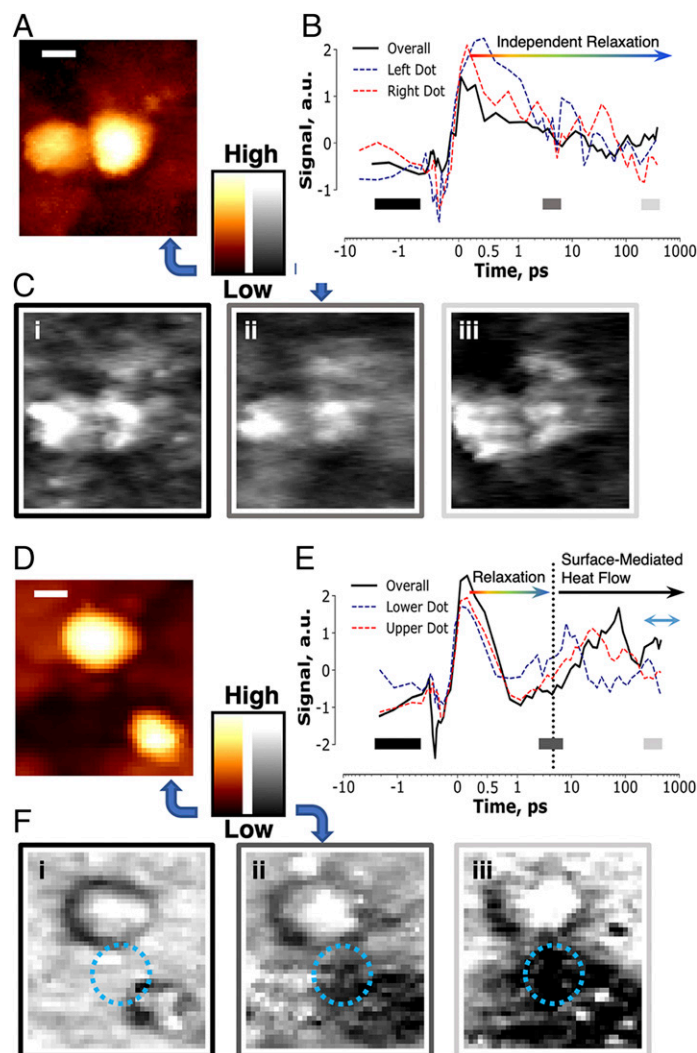 A
High
Low
B
Overall
Left Dot
Right Dot
Independent Relaxation
Signal, a.u.
2
1
0
-1
-10
-1
0
0.5
1
10
100
1000
Time, ps
C
i
ii
iii
D
High
Low
E
Overall
Lower Dot
Upper Dot
Relaxation
Surface-Mediated
Heat Flow
Signal, a.u.
2
1
0
-1
-2
-10
-1
0
0.5
1
10
100
1000
Time, ps
F
i
ii
iii